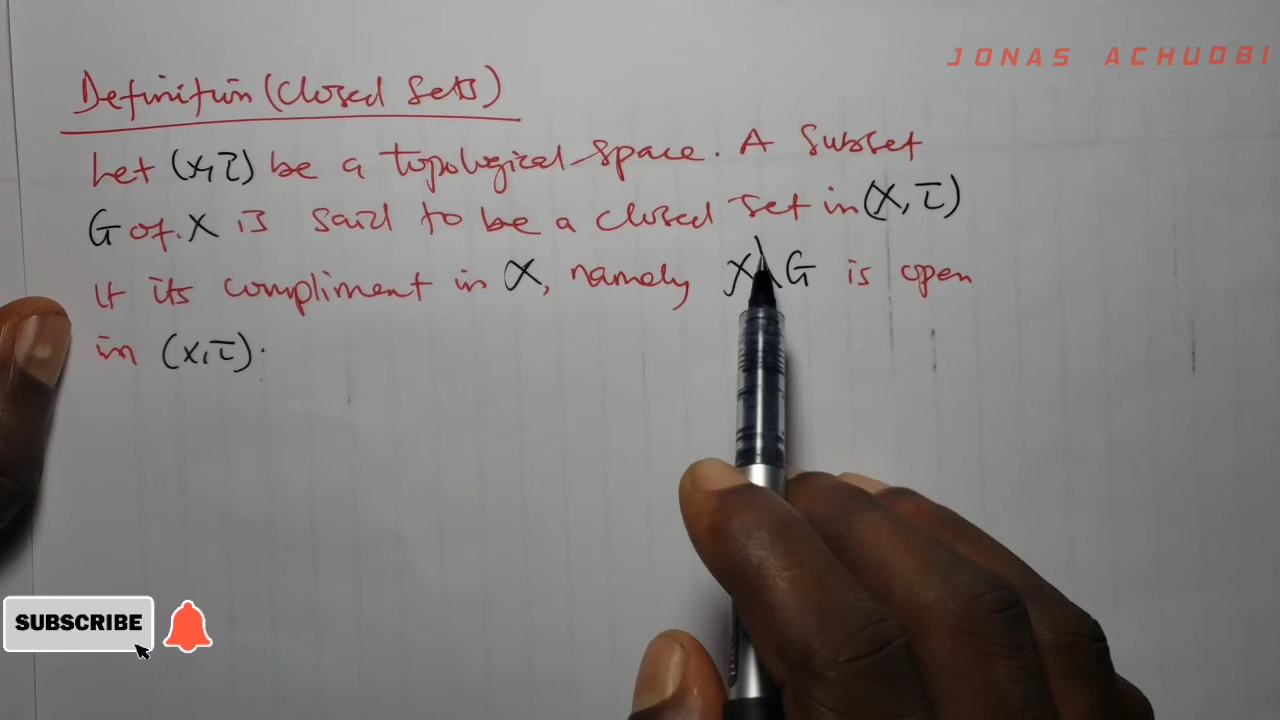 JONAS ACHUOBI
Definition (Closed Sets)
Let (X,τ) be a topological space. A subset
G of X is said to be a closed set in (X, τ)
if its compliment in X, namely X\G is open
in (X,τ).
SUBSCRIBE